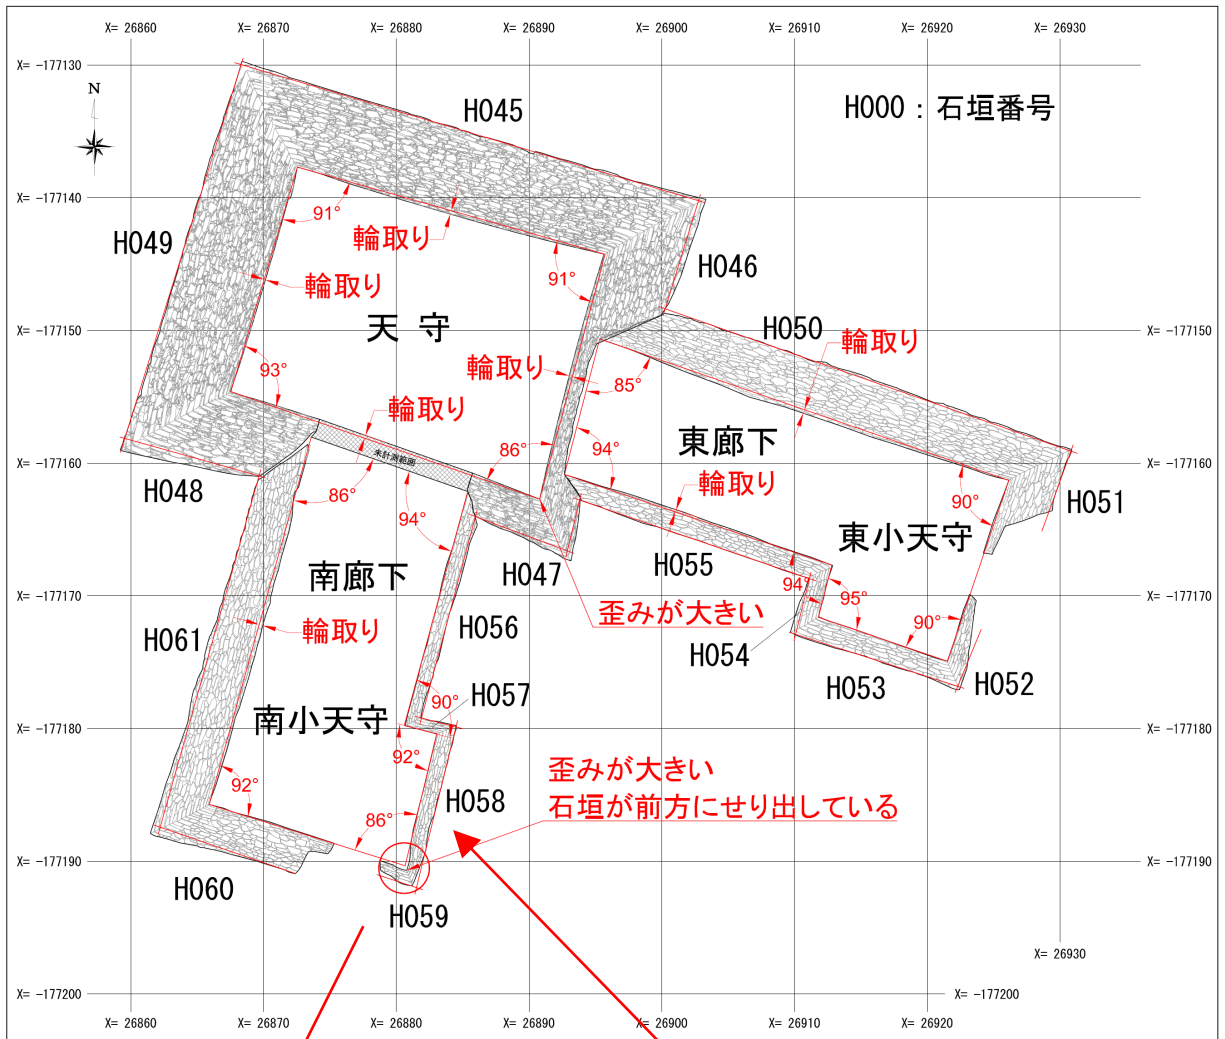 X= 26860
X= 26870
X= 26880
X= 26890
X= 26900
X= 26910
X= 26920
X= 26930
X= -177130
N
H045
H000：石垣番号
X= -177140
91°
輪取り
H049
H046
91°
輪取り
天 守
X= -177150
H050
輪取り
X= -177150
輪取り
85°
93°
輪取り
東廊下
86°
94°
未計測範囲
X= -177160
X= -177160
輪取り
90°
H048
86°
H051
94°
東小天守
H047
H055
南廊下
94°
95°
X= -177170
歪みが大きい
90°
X= -177170
H061
輪取り
H056
H054
H053
H052
90°
H057
南小天守
X= -177180
92°
X= -177180
歪みが大きい
92°
H058
石垣が前方にせり出している
86°
X= -177190
X= -177190
H060
H059
X= 26930
X= -177200
X= -177200
X= 26860
X= 26870
X= 26880
X= 26890
X= 26900
X= 26910
X= 26920